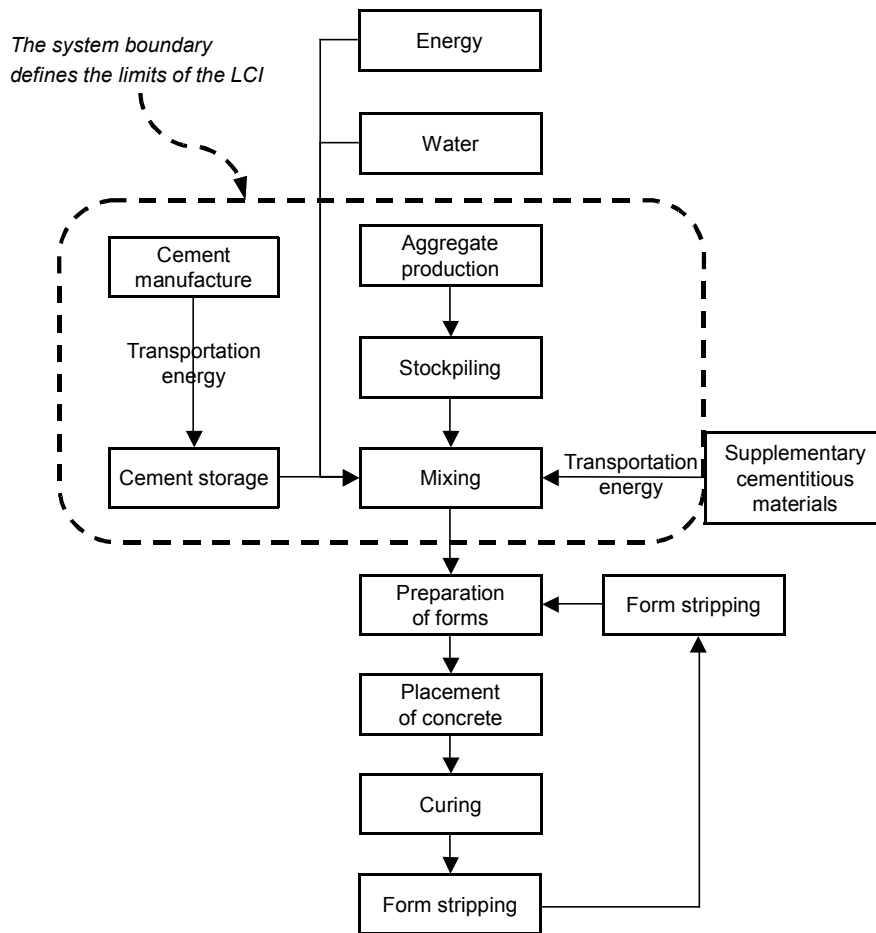 The system boundary
defines the limits of the LCI
Energy
Water
Cement
manufacture
Aggregate
production
Transportation
energy
Stockpiling
Cement storage
Mixing
Transportation
energy
Supplementary
cementitious
materials
Preparation
of forms
Form stripping
Placement
of concrete
Curing
Form stripping